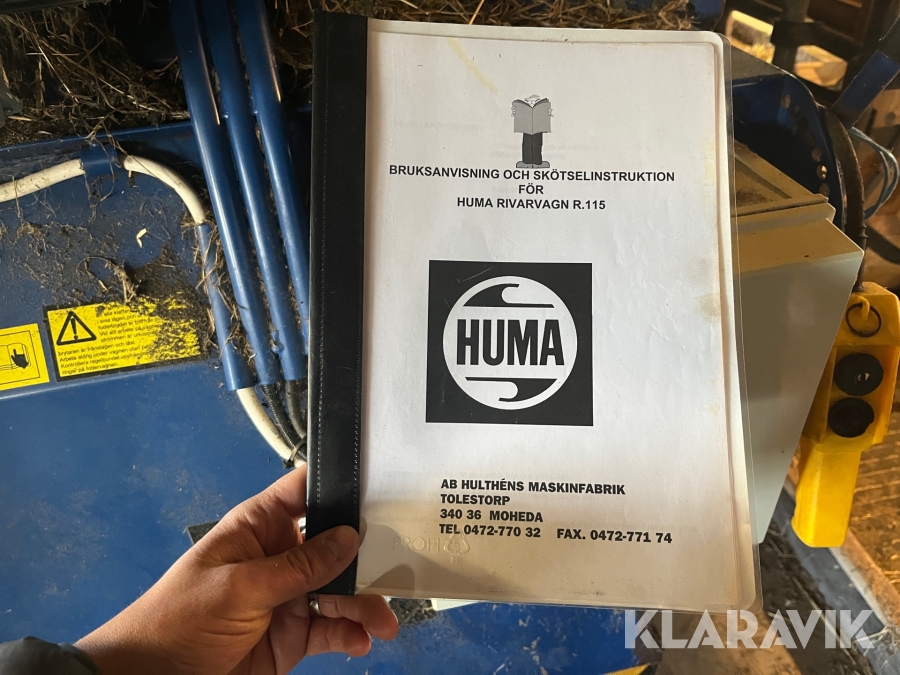 BRUKSANVISNING OCH SKÖTSELINSTRUKTION
FÖR
HUMA RIVARVAGN R.115
HUMA
AB HULTHÉNS MASKINFABRIK
TOLESTORP
340 36 MOHEDA
TEL 0472-770 32 FAX. 0472-771 74
KLARAVIK